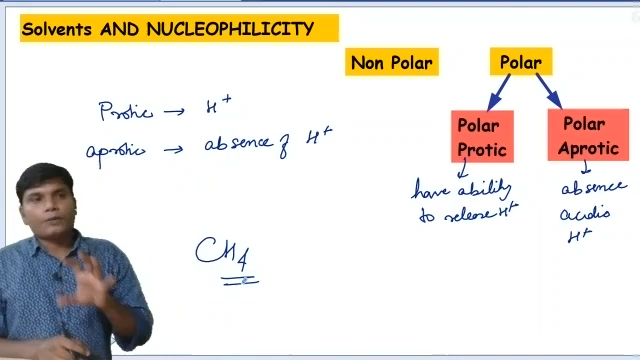 Solvents AND NUCLEOPHILICITY
Non Polar
Polar
Protic → H+
aprotic → absence of H+
Polar
Protic
Polar
Aprotic
have ability
to release H+
absence
acidic
H+
CH4